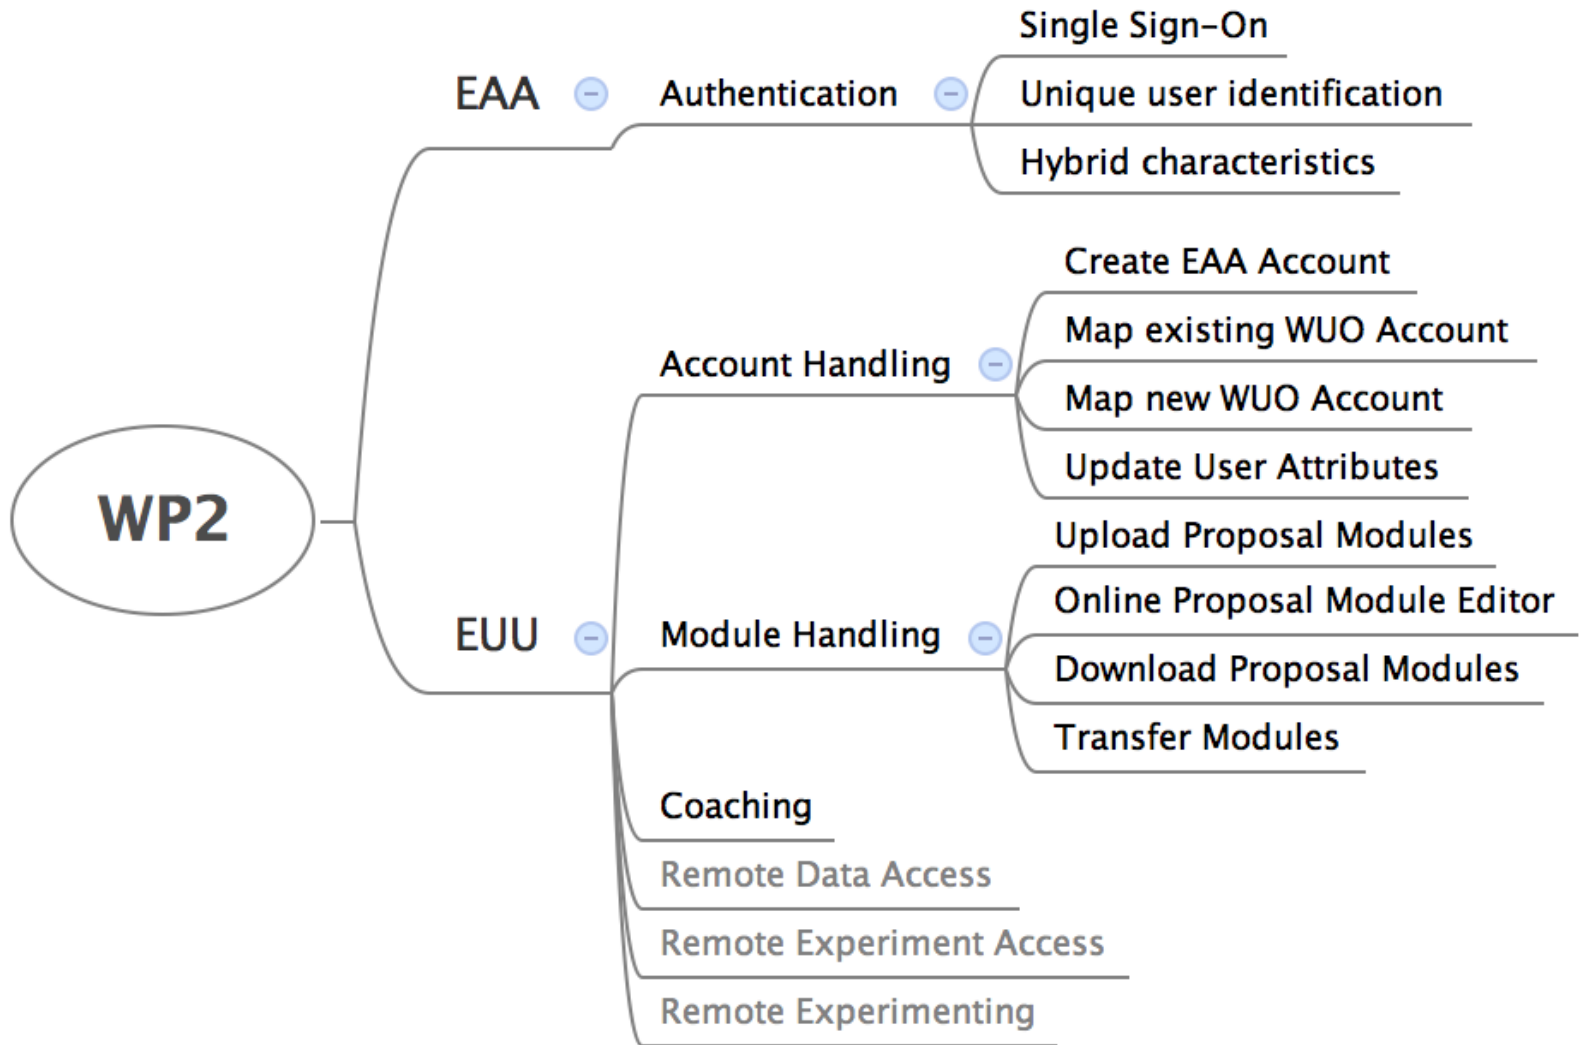 Single Sign-On
EAA
Authentication
Unique user identification
Hybrid characteristics
Create EAA Account
Map existing WUO Account
Account Handling
Map new WUO Account
Update User Attributes
WP2
Upload Proposal Modules
Online Proposal Module Editor
EUU
Module Handling
Download Proposal Modules
Transfer Modules
Coaching
Remote Data Access
Remote Experiment Access
Remote Experimenting